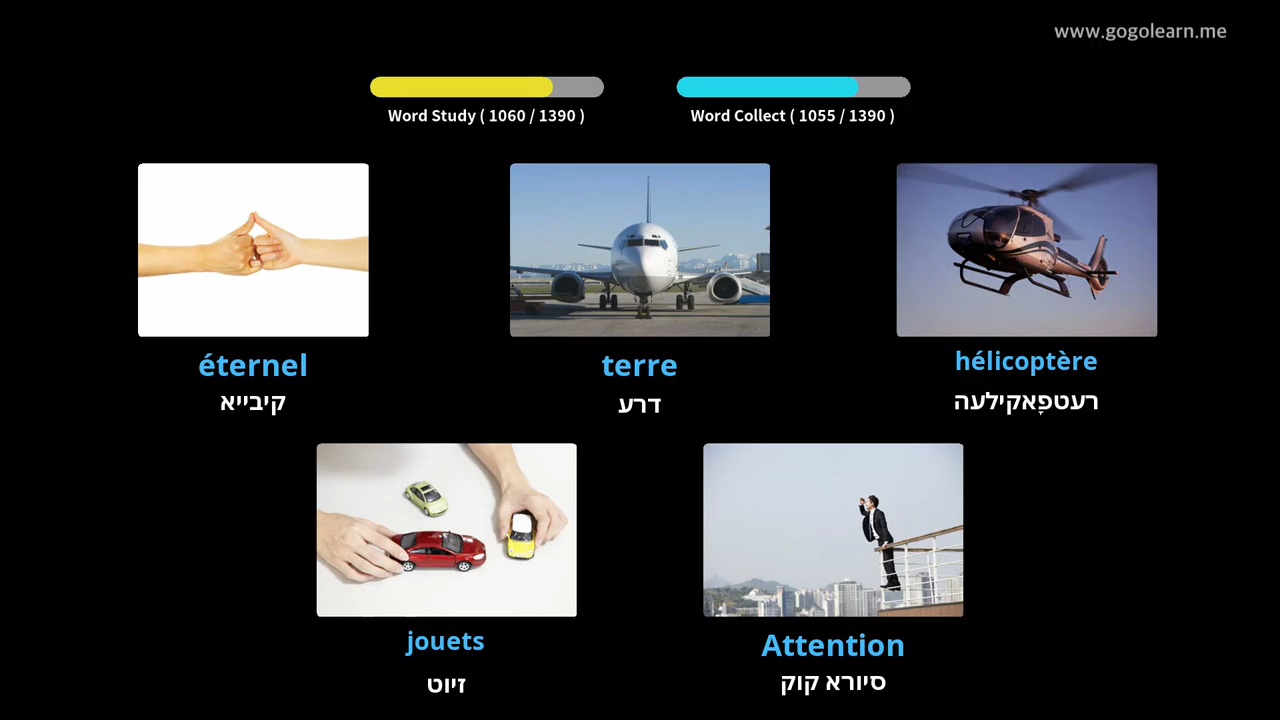 www.gogolearn.me
Word Study ( 1060 / 1390 )
Word Collect ( 1055 / 1390 )
éternel
קיבייא
terre
דרע
hélicoptère
רעטפָאקילעה
jouets
זיוט
Attention
סיורא קוק